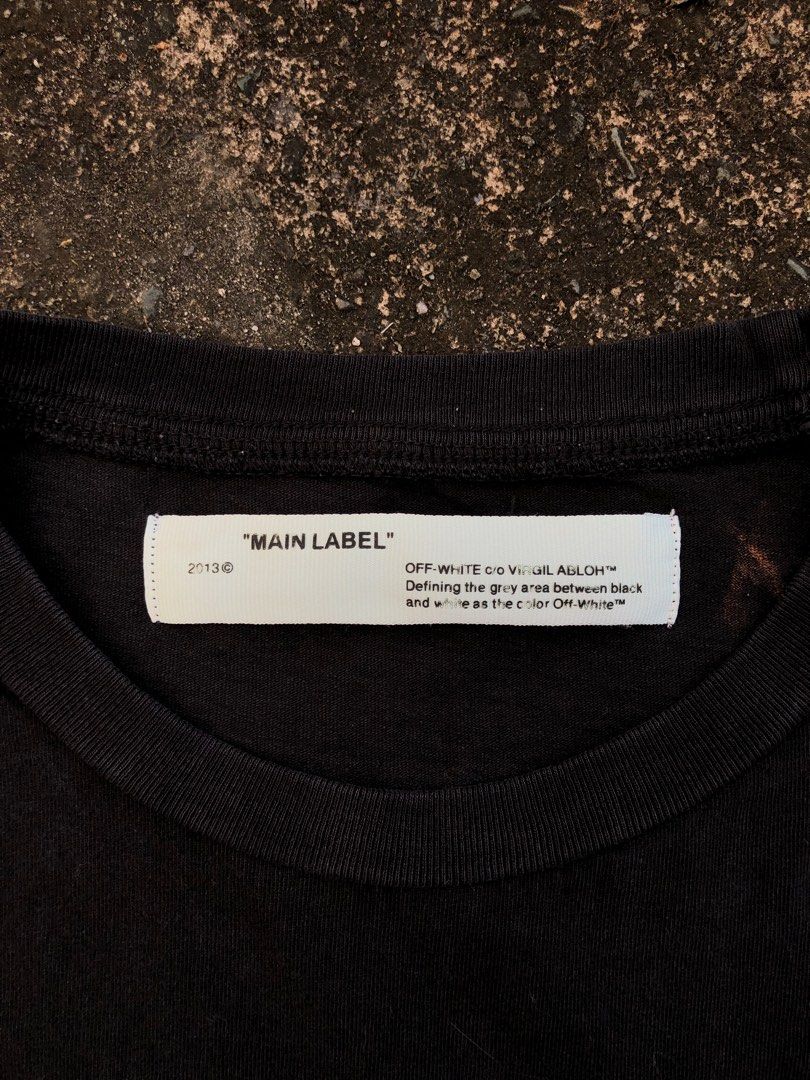 "MAIN LABEL"
2013© OFF-WHITE c/o VIRGIL ABLOH™
Defining the grey area between black
and white as the color Off-White™